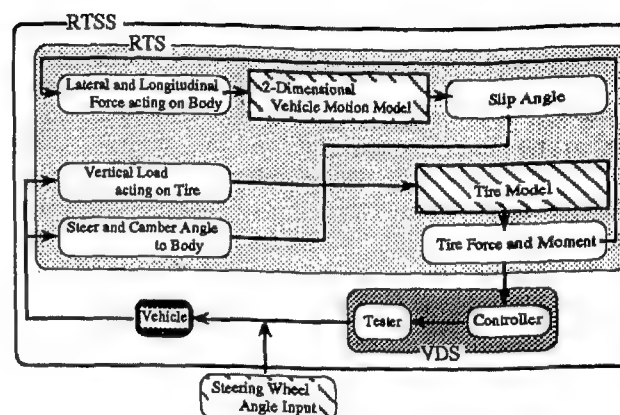 RTSS
RTS
Lateral and Longitudinal
Force acting on Body
2-Dimensional
Vehicle Motion Model
Slip Angle
Vertical Load
acting on Tire
Tire Model
Steer and Camber Angle
to Body
Tire Force and Moment
Vehicle
Tester
Controller
VDS
Steering Wheel
Angle Input